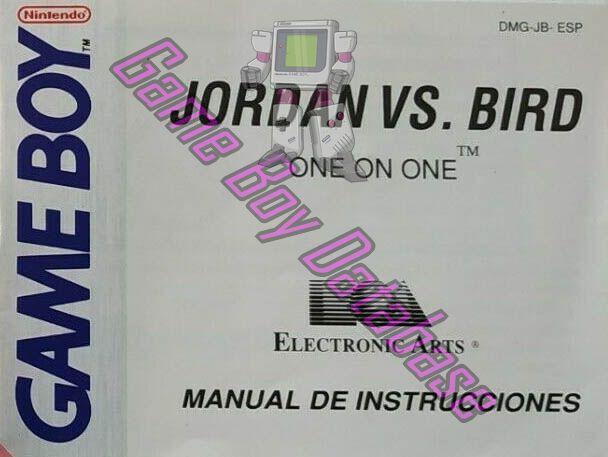 Nintendo
GAME BOY™
DMG-JB- ESP
JORDAN VS. BIRD
ONE ON ONE™
ELECTRONIC ARTS ®
MANUAL DE INSTRUCCIONES
Game Boy Database